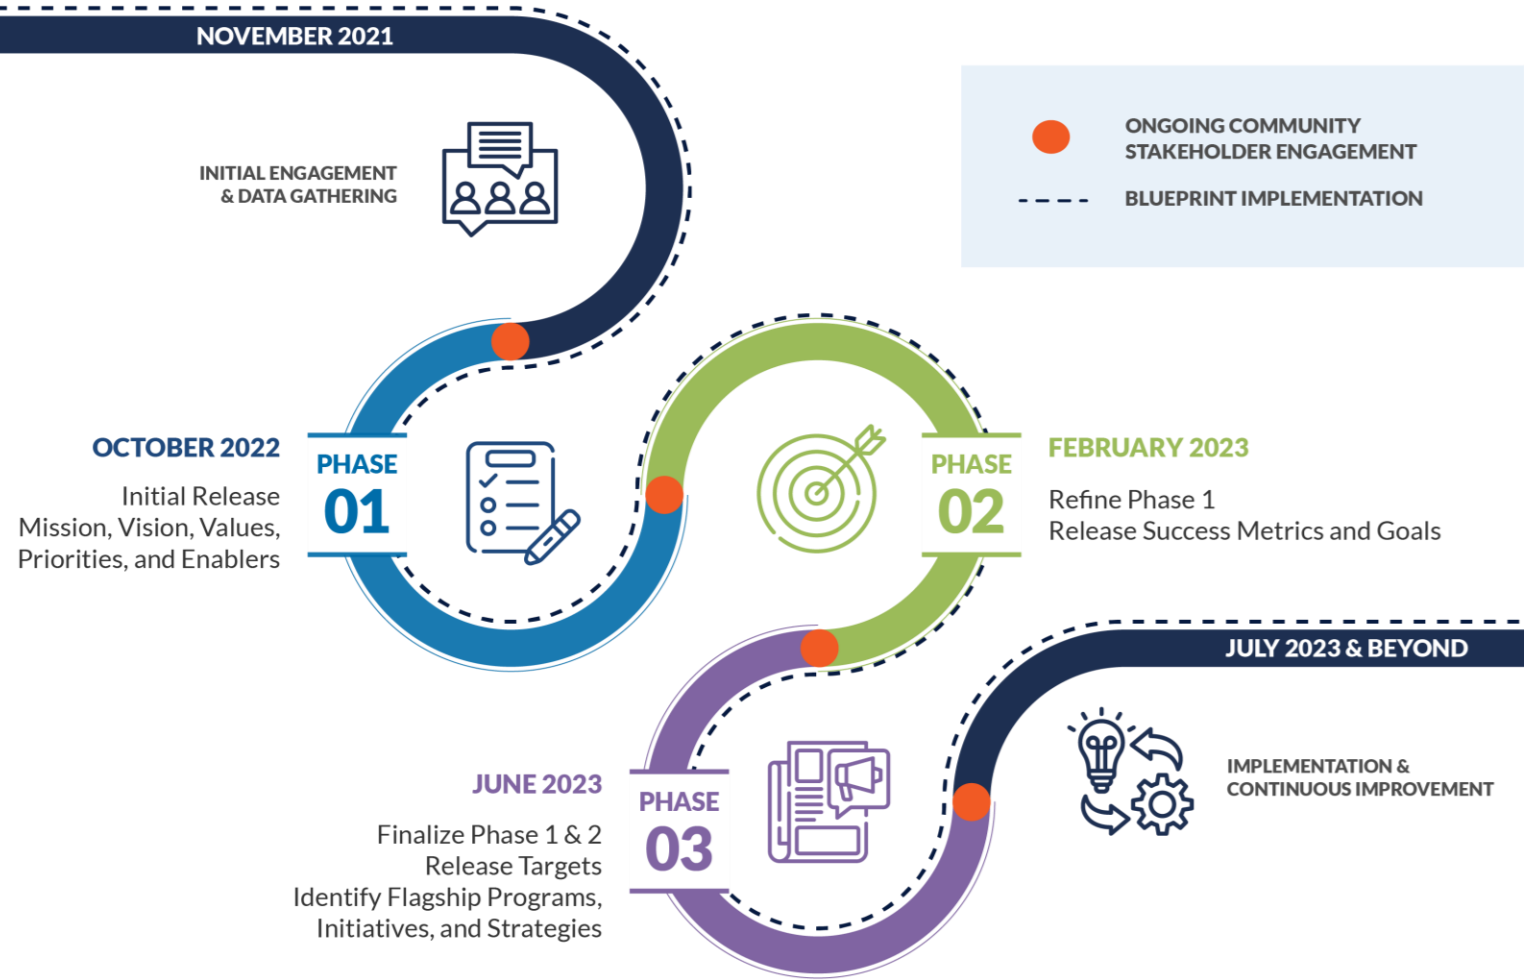 NOVEMBER 2021
INITIAL ENGAGEMENT
& DATA GATHERING
ONGOING COMMUNITY
STAKEHOLDER ENGAGEMENT
BLUEPRINT IMPLEMENTATION
OCTOBER 2022
Initial Release
Mission, Vision, Values,
Priorities, and Enablers
PHASE
01
PHASE
02
FEBRUARY 2023
Refine Phase 1
Release Success Metrics and Goals
JUNE 2023
Finalize Phase 1 & 2
Release Targets
Identify Flagship Programs,
Initiatives, and Strategies
PHASE
03
JULY 2023 & BEYOND
IMPLEMENTATION &
CONTINUOUS IMPROVEMENT